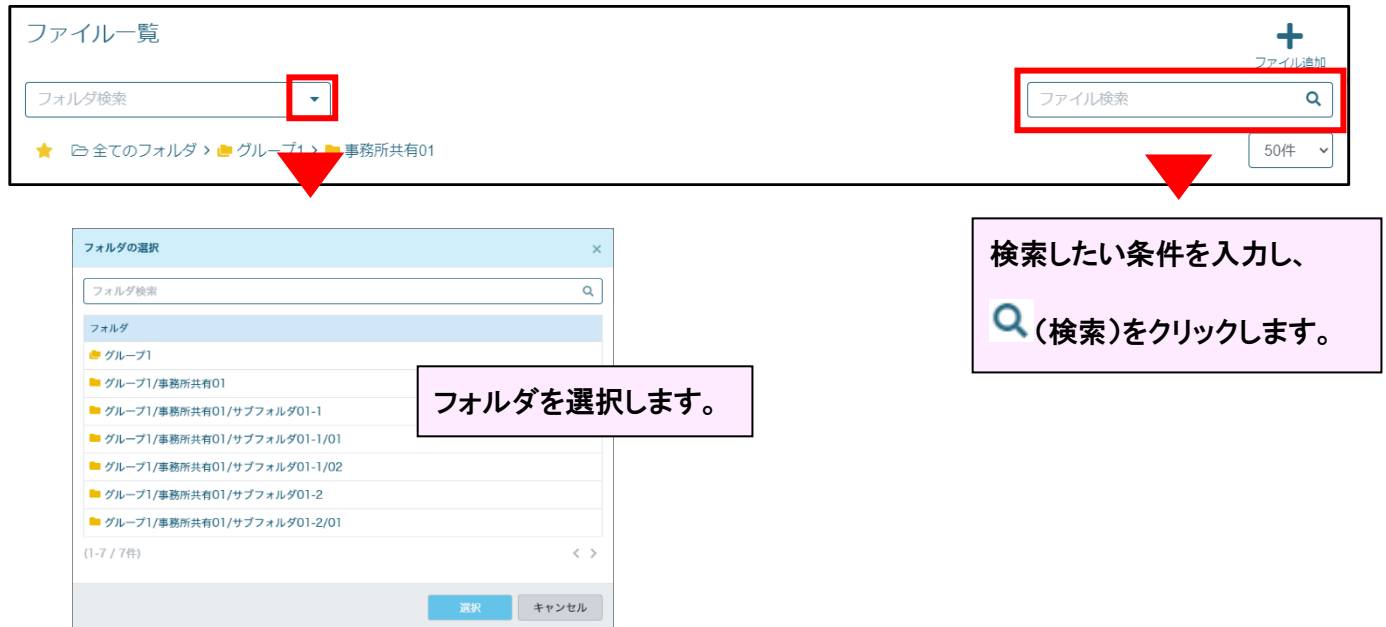 ファイル一覧
ファイル追加
フォルダ検索
ファイル検索
全てのフォルダ > グループ1 > 事務所共有01
50件
フォルダの選択
×
フォルダ検索
フォルダ
グループ1
グループ1/事務所共有01
グループ1/事務所共有01/サブフォルダ01-1
グループ1/事務所共有01/サブフォルダ01-1/01
グループ1/事務所共有01/サブフォルダ01-1/02
グループ1/事務所共有01/サブフォルダ01-2
グループ1/事務所共有01/サブフォルダ01-2/01
(1-7 / 7件)
< >
選択
キャンセル
フォルダを選択します。
検索したい条件を入力し、
(検索)をクリックします。